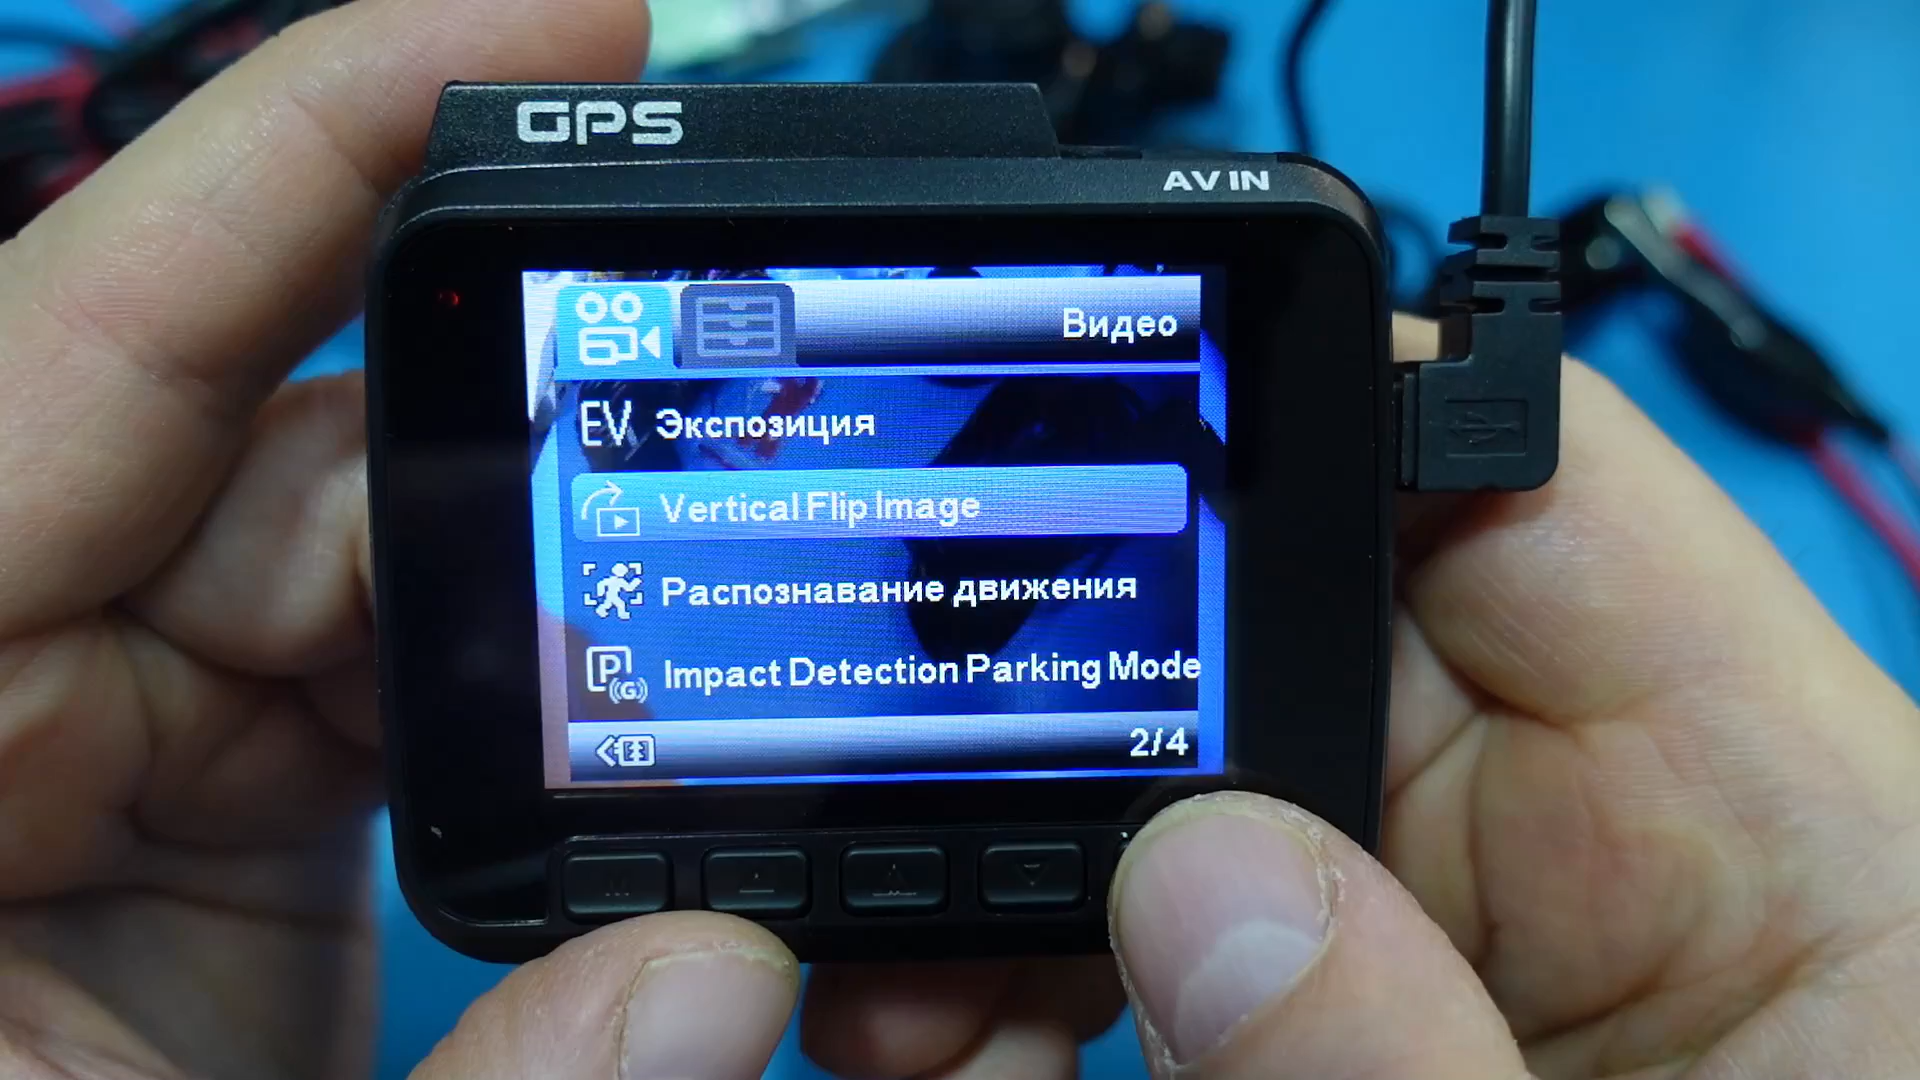 GPS
AV IN
Видео
EV Экспозиция
Vertical Flip Image
Распознавание движения
P (G) Impact Detection Parking Mode
2/4
M